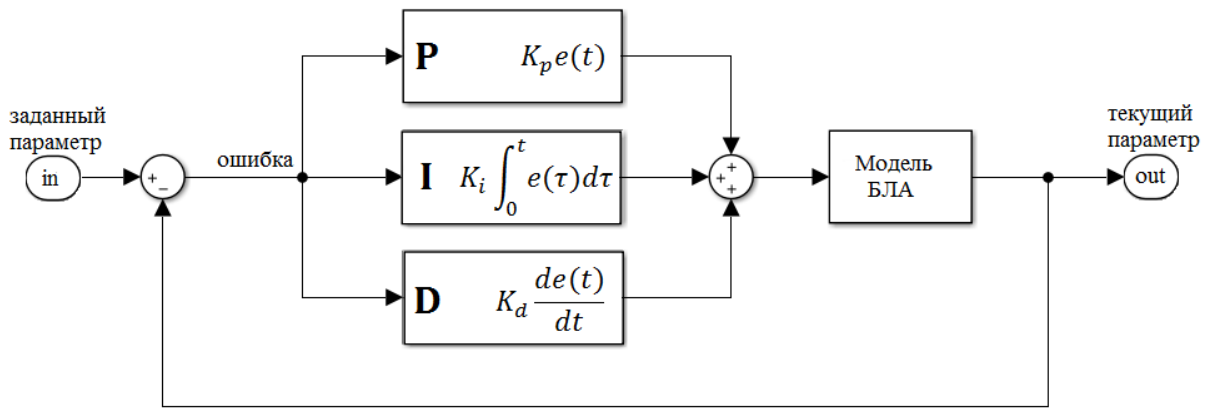 заданный
параметр
in
+
−
ошибка
P K_p e(t)
I K_i ∫_0^t e(τ)dτ
D K_d de(t)/dt
+
+
+
Модель
БЛА
текущий
параметр
out